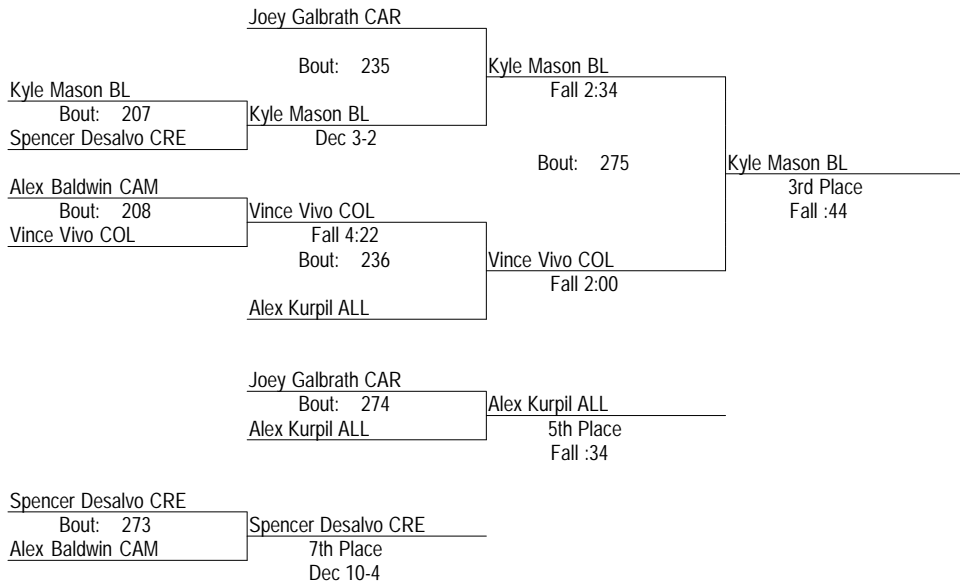 Joey Galbrath CAR
Bout: 235
Kyle Mason BL
Fall 2:34
Kyle Mason BL
Bout: 207
Spencer Desalvo CRE
Kyle Mason BL
Dec 3-2
Bout: 275
Kyle Mason BL
3rd Place
Fall :44
Alex Baldwin CAM
Bout: 208
Vince Vivo COL
Vince Vivo COL
Fall 4:22
Bout: 236
Vince Vivo COL
Fall 2:00
Alex Kurpil ALL
Joey Galbrath CAR
Bout: 274
Alex Kurpil ALL
Alex Kurpil ALL
5th Place
Fall :34
Spencer Desalvo CRE
Bout: 273
Alex Baldwin CAM
Spencer Desalvo CRE
7th Place
Dec 10-4